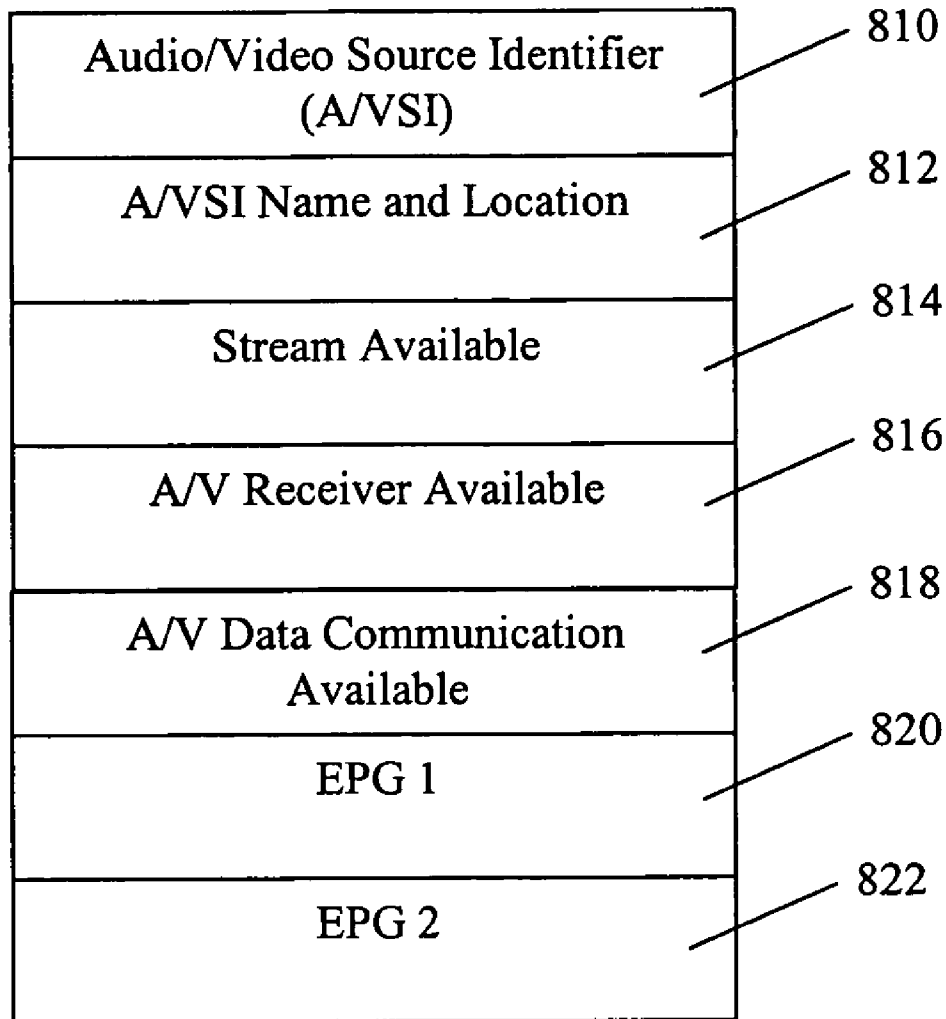 Audio/Video Source Identifier
(A/VSI)
810
A/VSI Name and Location
812
Stream Available
814
A/V Receiver Available
816
A/V Data Communication
Available
818
EPG 1
820
EPG 2
822